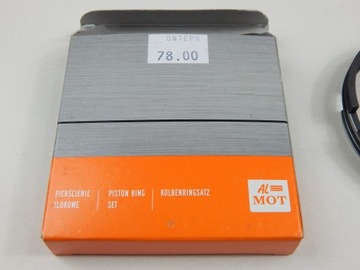 78.00
PIERŚCIENIE
TŁOKOWE
PISTON RING
SET
KOLBENRINGSATZ
AL
MOT